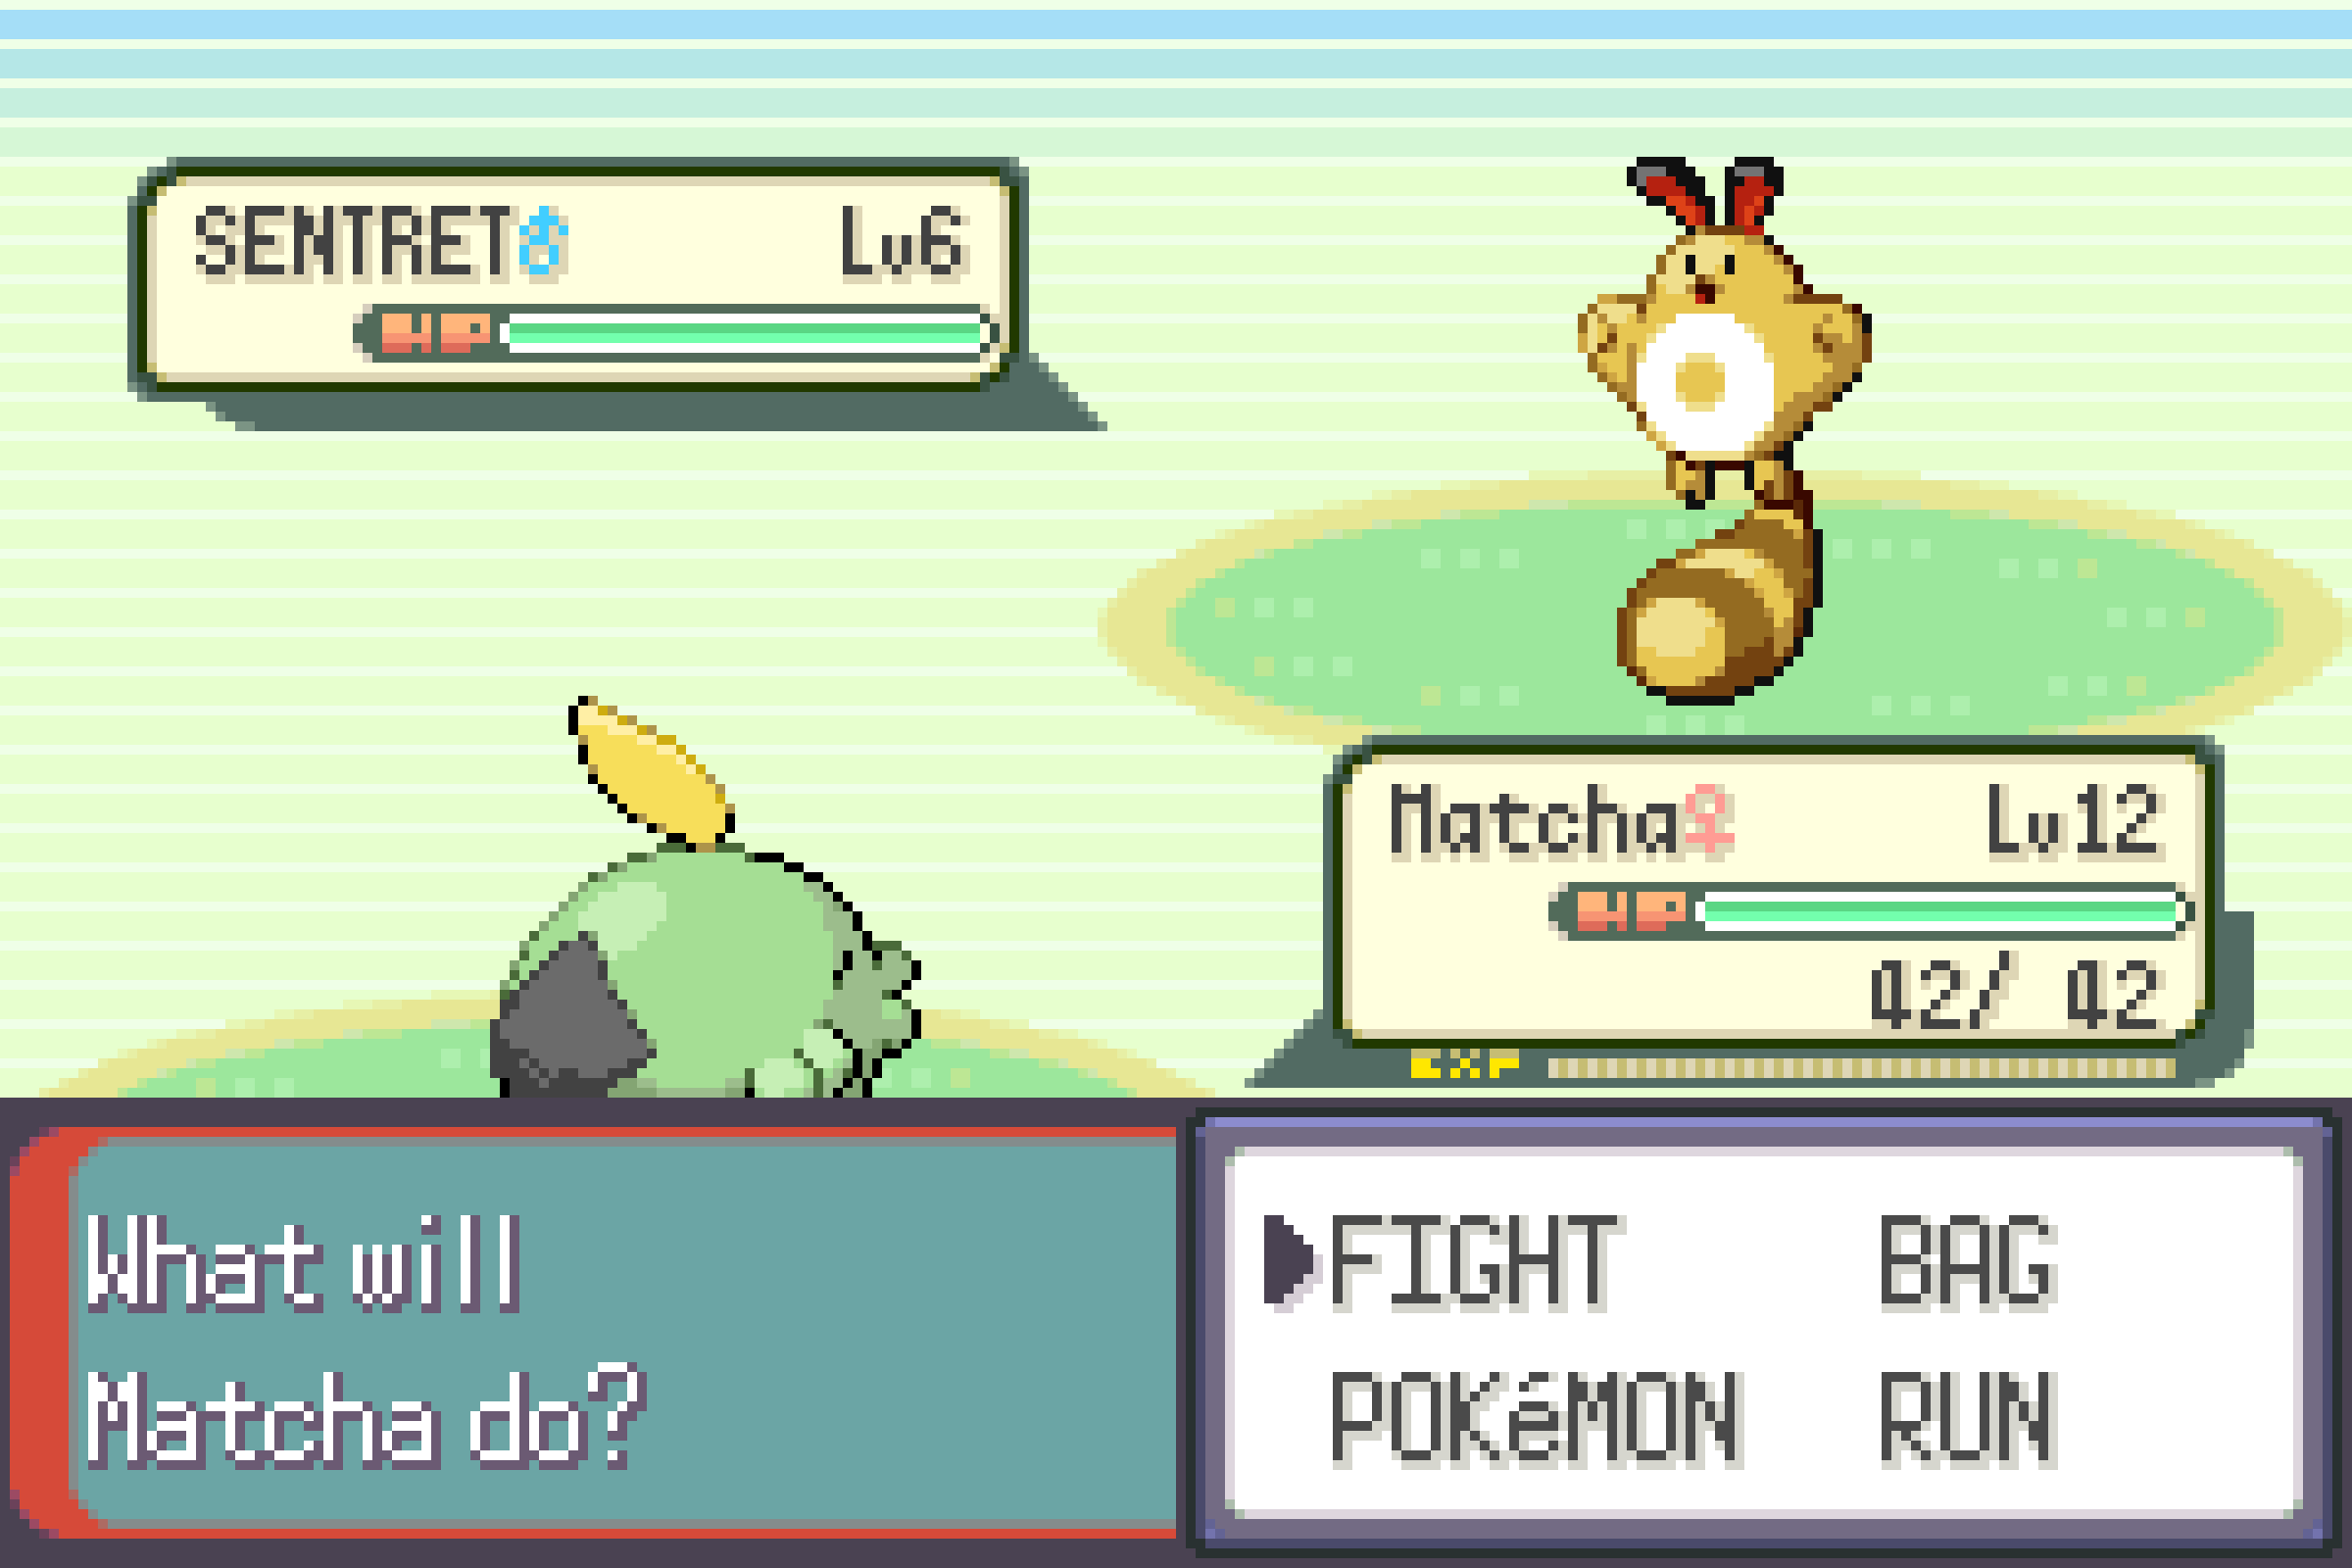 SENTRET♂ Lv6
HP
Matcha♀ Lv12
HP
42/ 42
EXP
What will
Matcha do?
FIGHT BAG
POKéMON RUN